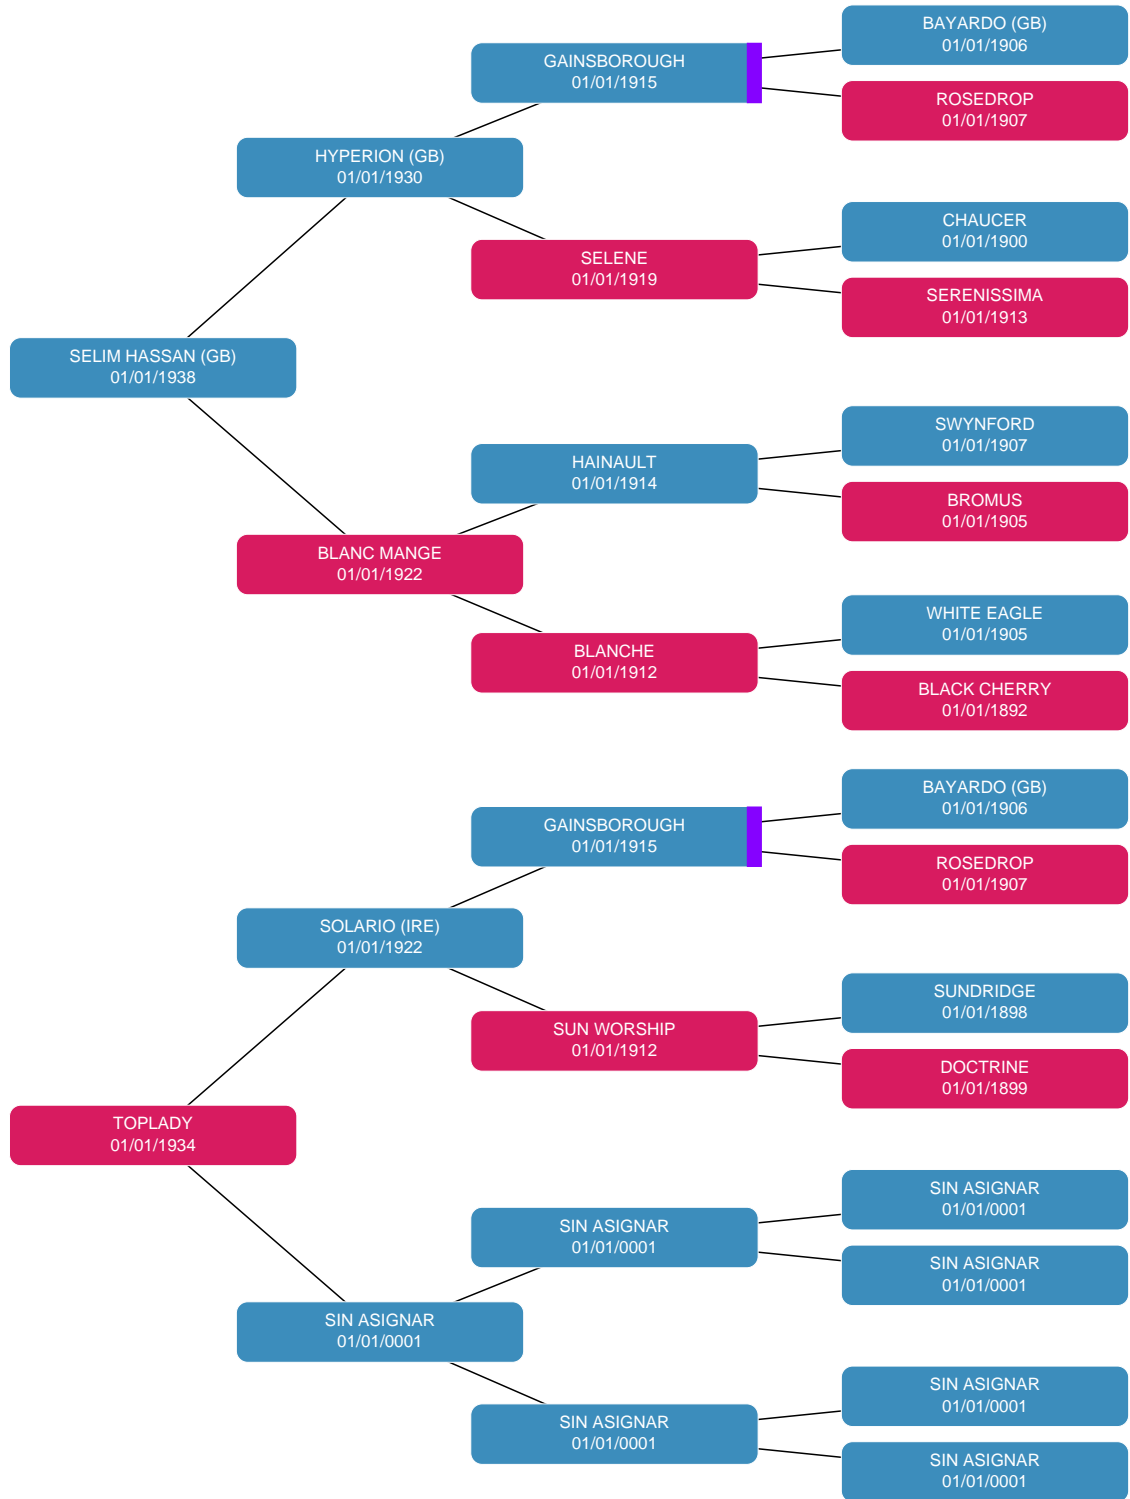 BAYARDO (GB)
01/01/1906
GAINSBOROUGH
01/01/1915
ROSEDROP
01/01/1907
HYPERION (GB)
01/01/1930
CHAUCER
01/01/1900
SELENE
01/01/1919
SERENISSIMA
01/01/1913
SELIM HASSAN (GB)
01/01/1938
SWYNFORD
01/01/1907
HAINAULT
01/01/1914
BROMUS
01/01/1905
BLANC MANGE
01/01/1922
WHITE EAGLE
01/01/1905
BLANCHE
01/01/1912
BLACK CHERRY
01/01/1892
BAYARDO (GB)
01/01/1906
GAINSBOROUGH
01/01/1915
ROSEDROP
01/01/1907
SOLARIO (IRE)
01/01/1922
SUNDRIDGE
01/01/1898
SUN WORSHIP
01/01/1912
DOCTRINE
01/01/1899
TOPLADY
01/01/1934
SIN ASIGNAR
01/01/0001
SIN ASIGNAR
01/01/0001
SIN ASIGNAR
01/01/0001
SIN ASIGNAR
01/01/0001
SIN ASIGNAR
01/01/0001
SIN ASIGNAR
01/01/0001
SIN ASIGNAR
01/01/0001